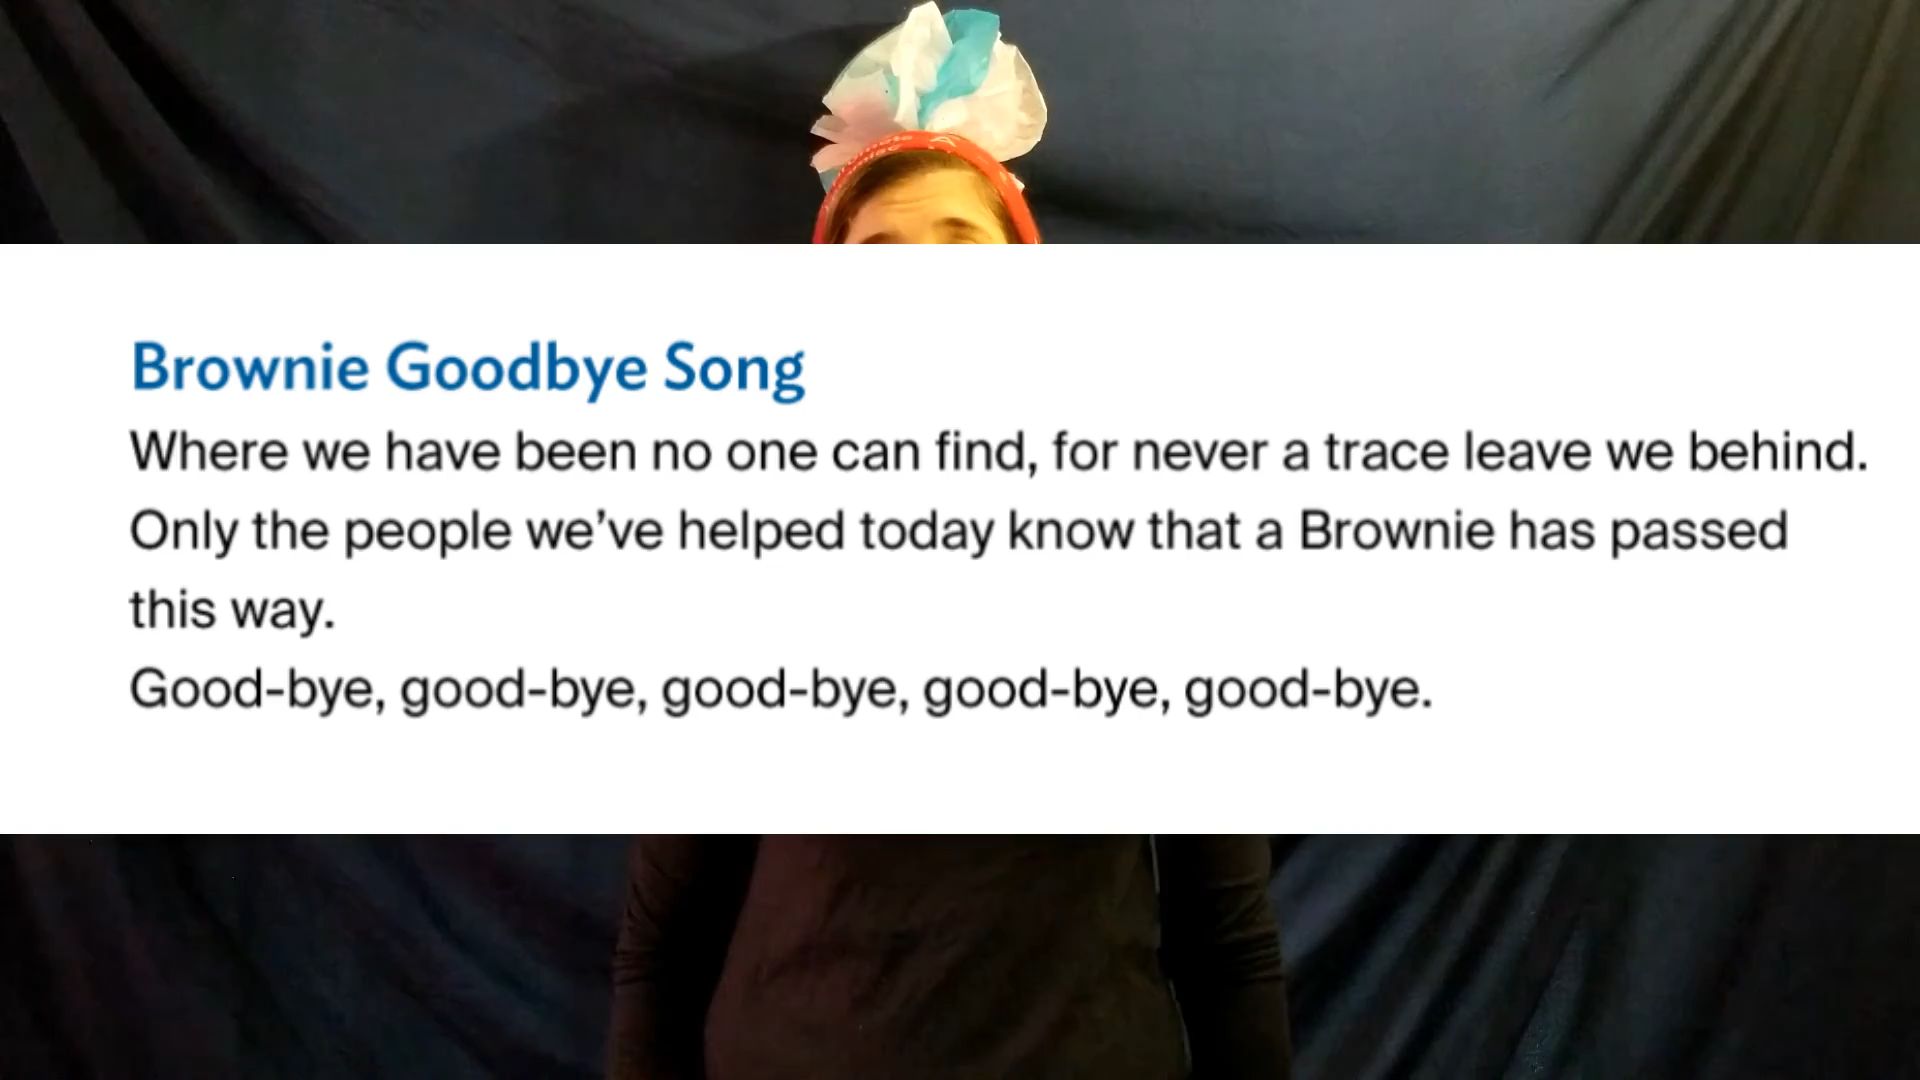 Brownie Goodbye Song
Where we have been no one can find, for never a trace leave we behind.
Only the people we’ve helped today know that a Brownie has passed
this way.
Good-bye, good-bye, good-bye, good-bye, good-bye.